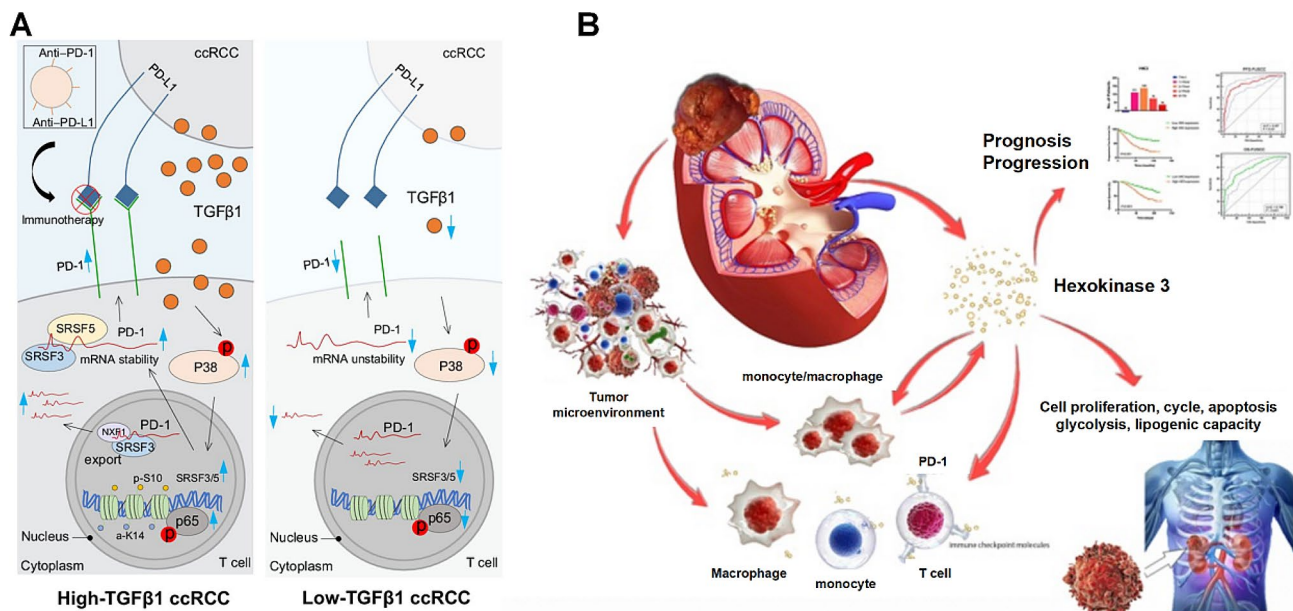 A
Anti–PD-1
Anti–PD-L1
ccRCC
PD-L1
Immunotherapy
TGFβ1
PD-1
SRSF5
PD-1
SRSF3
mRNA stability
p
P38
NXF1
PD-1
SRSF3
export
p-S10
SRSF3/5
p65
p
a-K14
Nucleus
Cytoplasm
T cell
High-TGFβ1 ccRCC
ccRCC
PD-L1
TGFβ1
PD-1
PD-1
mRNA unstability
p
P38
PD-1
SRSF3/5
p65
p
Nucleus
Cytoplasm
T cell
Low-TGFβ1 ccRCC
B
Prognosis
Progression
Hexokinase 3
Tumor
microenvironment
monocyte/macrophage
Cell proliferation, cycle, apoptosis
glycolysis, lipogenic capacity
PD-1
Immune checkpoint molecules
Macrophage
monocyte
T cell